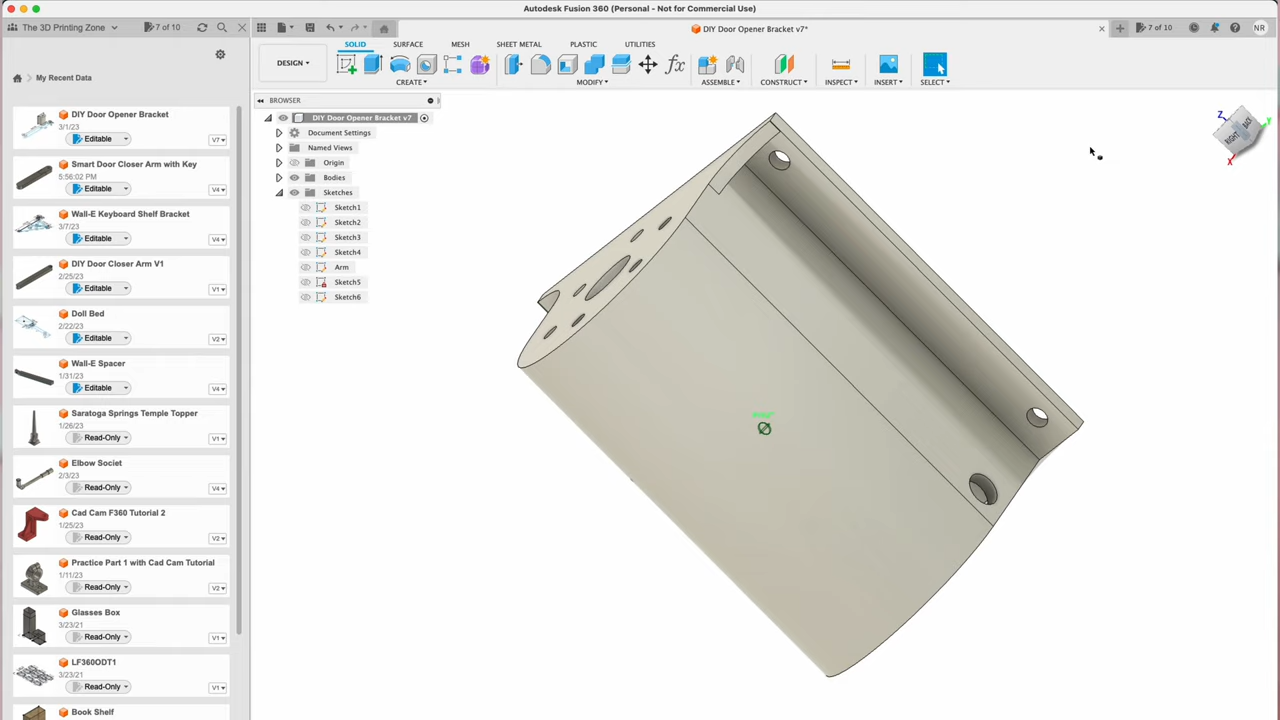 Autodesk Fusion 360 (Personal - Not for Commercial Use)
The 3D Printing Zone
7 of 10
DIY Door Opener Bracket v7*
7 of 10
NR
My Recent Data
DIY Door Opener Bracket
3/1/23
Editable
V7
Smart Door Closer Arm with Key
5:56:02 PM
Editable
V4
Wall-E Keyboard Shelf Bracket
3/7/23
Editable
V4
DIY Door Closer Arm V1
2/25/23
Editable
V1
Doll Bed
2/22/23
Editable
V2
Wall-E Spacer
1/31/23
Editable
V4
Saratoga Springs Temple Topper
1/26/23
Read-Only
V1
Elbow Societ
2/3/23
Read-Only
V4
Cad Cam F360 Tutorial 2
1/25/23
Read-Only
V2
Practice Part 1 with Cad Cam Tutorial
1/11/23
Read-Only
V2
Glasses Box
3/23/21
Read-Only
V1
LF360ODT1
3/23/21
Read-Only
V1
Book Shelf
DESIGN
SOLID
SURFACE
MESH
SHEET METAL
PLASTIC
UTILITIES
CREATE
MODIFY
fx
ASSEMBLE
CONSTRUCT
INSPECT
INSERT
SELECT
BROWSER
DIY Door Opener Bracket v7
Document Settings
Named Views
Origin
Bodies
Sketches
Sketch1
Sketch2
Sketch3
Sketch4
Arm
Sketch5
Sketch6
Z
Y
X
RIGHT
BACK